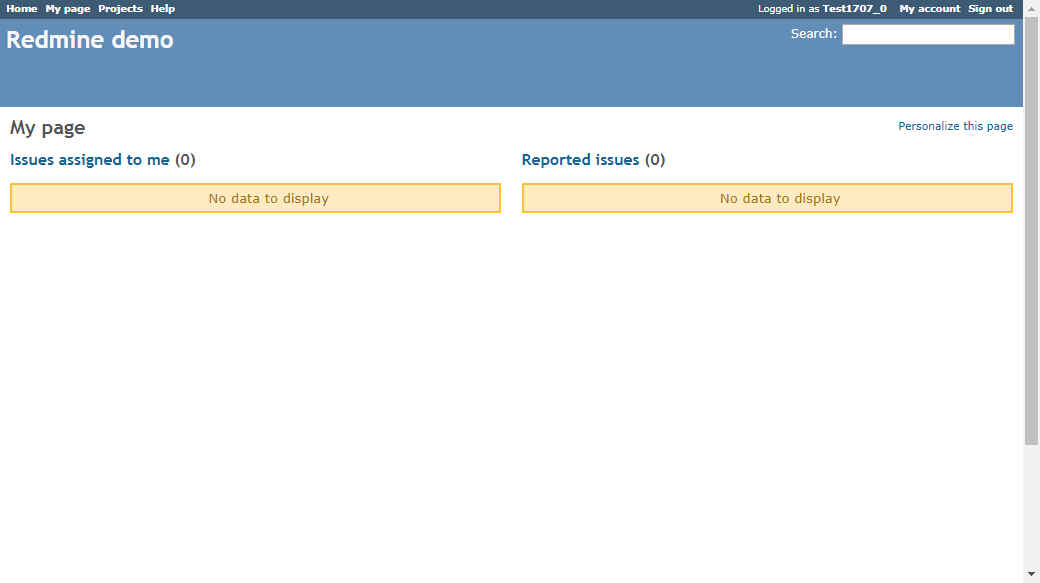 Home My page Projects Help Logged in as Test1707_0 My account Sign out
Redmine demo Search:
My page Personalize this page
Issues assigned to me (0) Reported issues (0)
No data to display No data to display